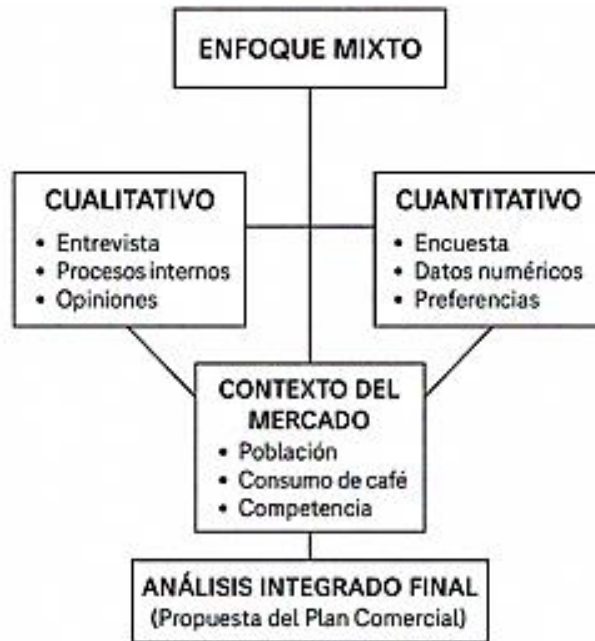 ENFOQUE MIXTO
CUALITATIVO
• Entrevista
• Procesos internos
• Opiniones
CUANTITATIVO
• Encuesta
• Datos numéricos
• Preferencias
CONTEXTO DEL
MERCADO
• Población
• Consumo de café
• Competencia
ANÁLISIS INTEGRADO FINAL
(Propuesta del Plan Comercial)